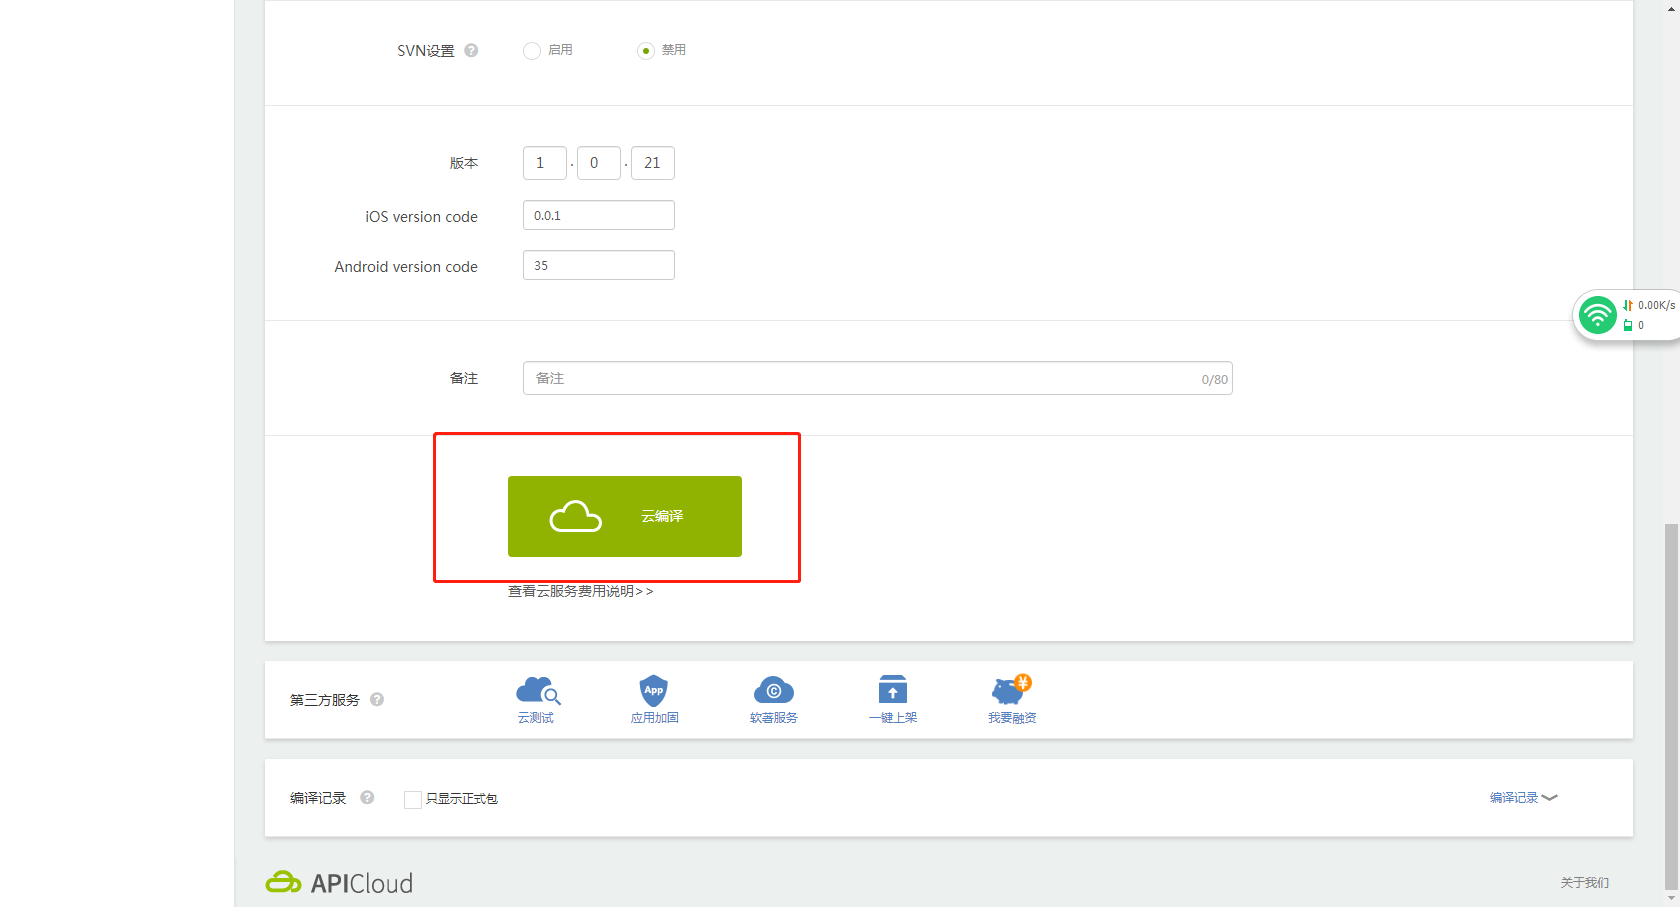 SVN设置 ? 启用 禁用
版本 1 . 0 . 21
iOS version code 0.0.1
Android version code 35
0.00K/s
0
备注 备注 0/80
云编译
查看云服务费用说明>>
第三方服务 ? 云测试 App 应用加固 © 软著服务 一键上架 ¥ 我要融资
编译记录 ? 只显示正式包 编译记录
APICloud 关于我们